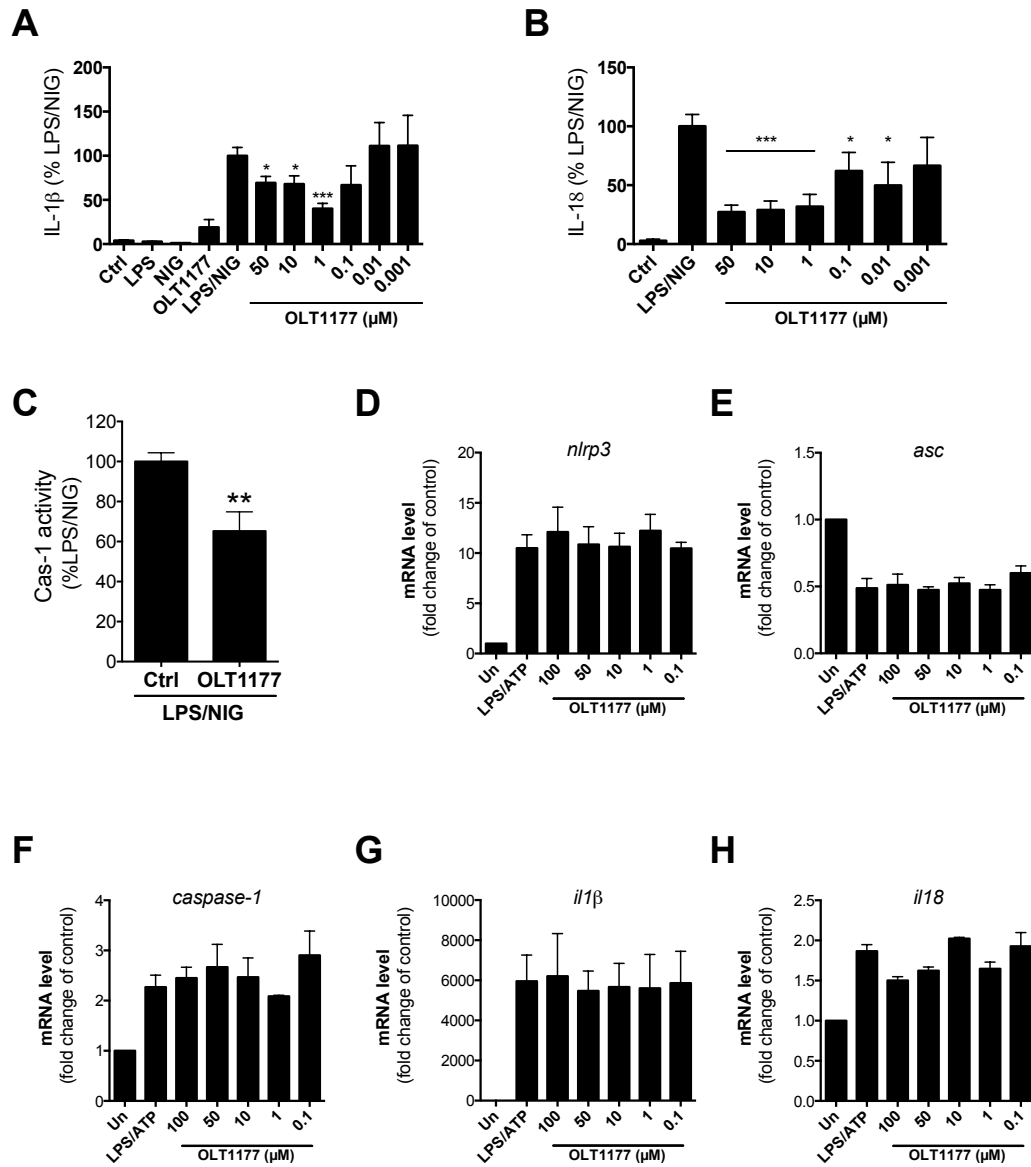 A
IL-1β (% LPS/NIG)
200
150
100
50
0
*
*
***
Ctrl
LPS
NIG
OLT1177
LPS/NIG
50
10
1
0.1
0.01
0.001
OLT1177 (µM)
B
IL-18 (% LPS/NIG)
150
100
50
0
***
*
*
Ctrl
LPS/NIG
50
10
1
0.1
0.01
0.001
OLT1177 (µM)
C
Cas-1 activity
(%LPS/NIG)
120
100
80
60
40
20
0
**
Ctrl OLT1177
LPS/NIG
D
nlrp3
mRNA level
(fold change of control)
20
15
10
5
0
Un
LPS/ATP
100
50
10
1
0.1
OLT1177 (µM)
E
asc
mRNA level
(fold change of control)
1.5
1.0
0.5
0.0
Un
LPS/ATP
100
50
10
1
0.1
OLT1177 (µM)
F
caspase-1
mRNA level
(fold change of control)
4
3
2
1
0
Un
LPS/ATP
100
50
10
1
0.1
OLT1177 (µM)
G
il1β
mRNA level
(fold change of control)
10000
8000
6000
4000
2000
0
Un
LPS/ATP
100
50
10
1
0.1
OLT1177 (µM)
H
il18
mRNA level
(fold change of control)
2.5
2.0
1.5
1.0
0.5
0.0
Un
LPS/ATP
100
50
10
1
0.1
OLT1177 (µM)